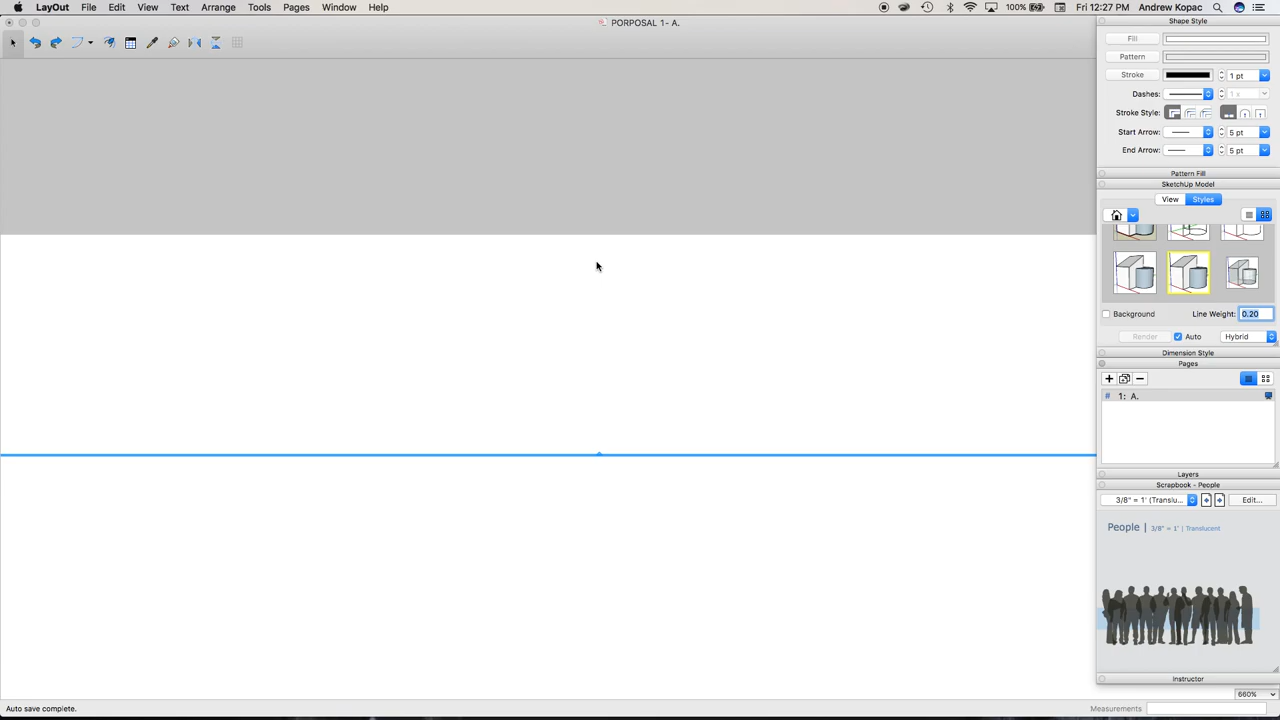 LayOut File Edit View Text Arrange Tools Pages Window Help 100% Fri 12:27 PM Andrew Kopac
PORPOSAL 1- A.
Shape Style
Fill
Pattern
Stroke 1 pt
Dashes: 1 x
Stroke Style:
Start Arrow: 5 pt
End Arrow: 5 pt
Pattern Fill
SketchUp Model
View Styles
Background Line Weight: 0.20
Render Auto Hybrid
Dimension Style
Pages
# 1: A.
Layers
Scrapbook - People
3/8" = 1' (Translu... Edit...
People | 3/8" = 1' | Translucent
Instructor
660%
Auto save complete. Measurements